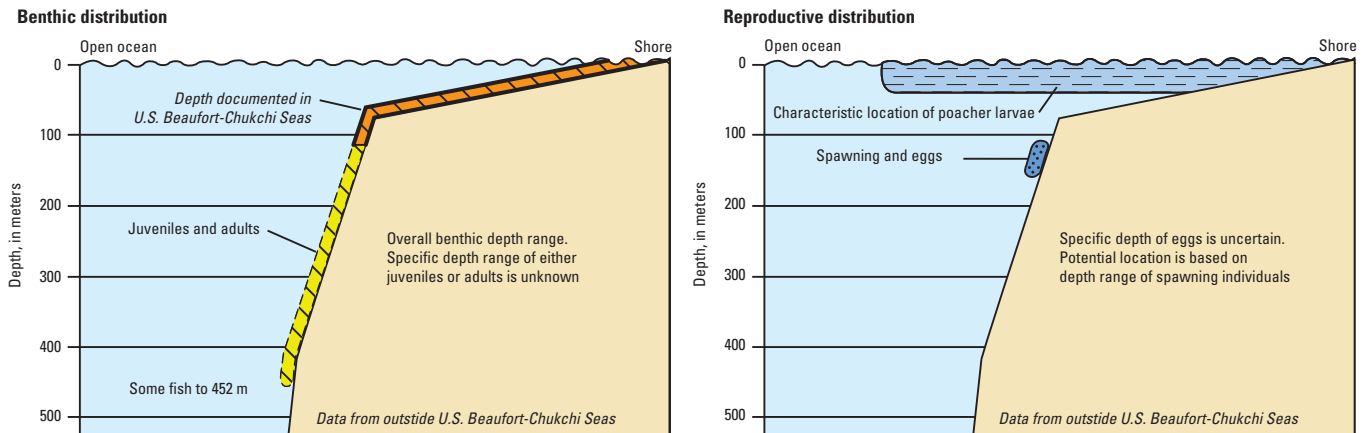 Benthic distribution
Open ocean
Shore
0
100
200
300
400
500
Depth, in meters
Depth documented in
U.S. Beaufort-Chukchi Seas
Juveniles and adults
Overall benthic depth range.
Specific depth range of either
juveniles or adults is unknown
Some fish to 452 m
Data from outstide U.S. Beaufort-Chukchi Seas
Reproductive distribution
Open ocean
Shore
0
100
200
300
400
500
Depth, in meters
Characteristic location of poacher larvae
Spawning and eggs
Specific depth of eggs is uncertain.
Potential location is based on
depth range of spawning individuals
Data from outstide U.S. Beaufort-Chukchi Seas